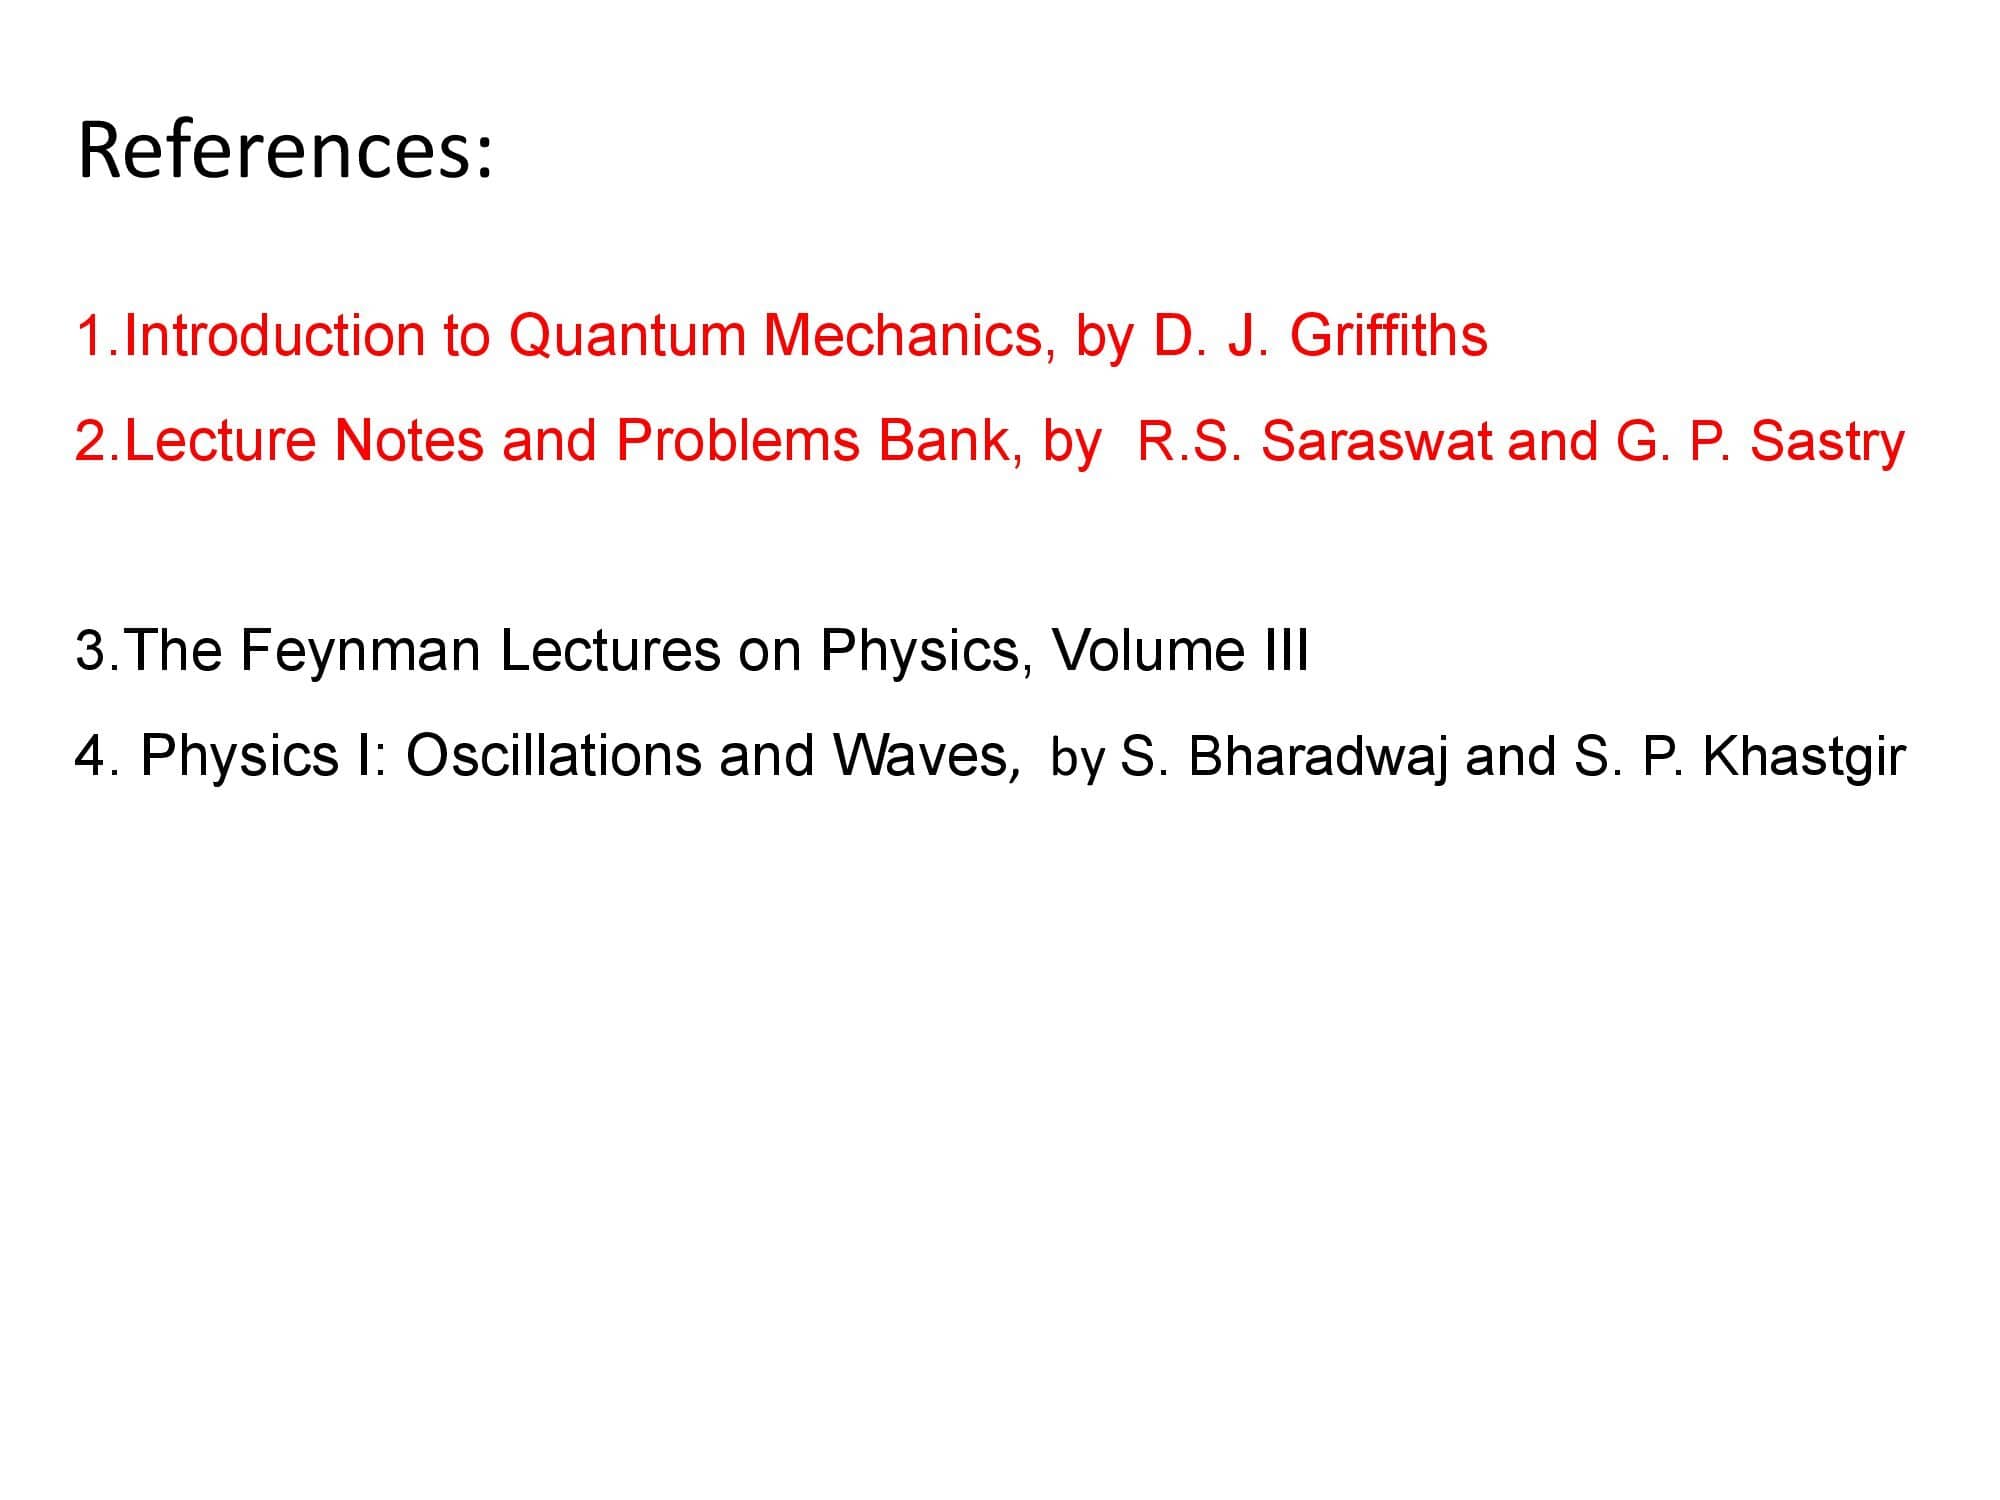 References:
1.Introduction to Quantum Mechanics, by D. J. Griffiths
2.Lecture Notes and Problems Bank, by  R.S. Saraswat and G. P. Sastry
3.The Feynman Lectures on Physics, Volume III
4. Physics I: Oscillations and Waves,  by S. Bharadwaj and S. P. Khastgir